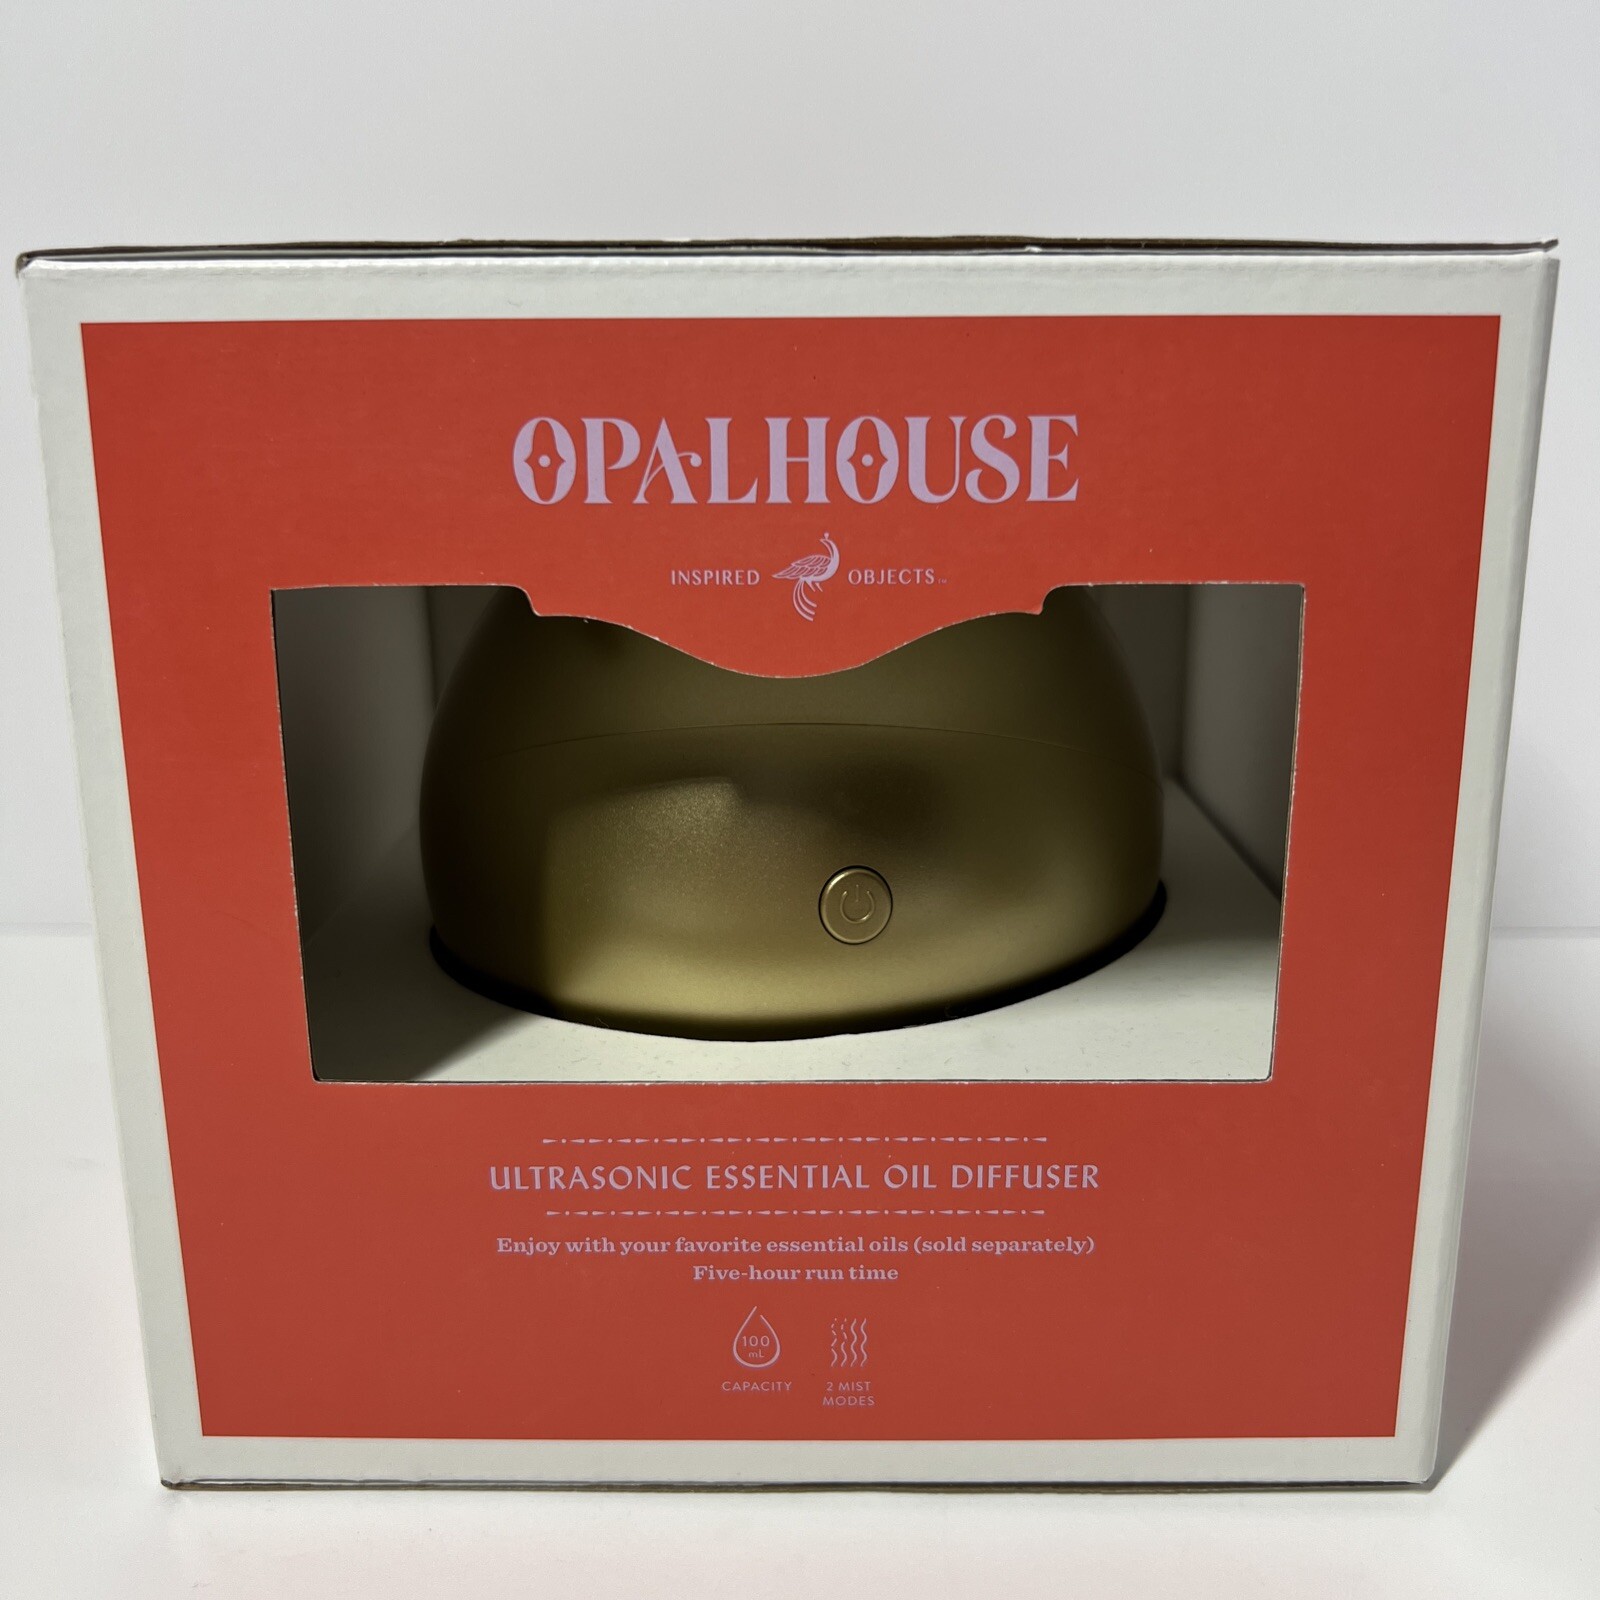 OPALHOUSE
INSPIRED OBJECTS™
ULTRASONIC ESSENTIAL OIL DIFFUSER
Enjoy with your favorite essential oils (sold separately)
Five-hour run time
100
mL
CAPACITY
2 MIST
MODES